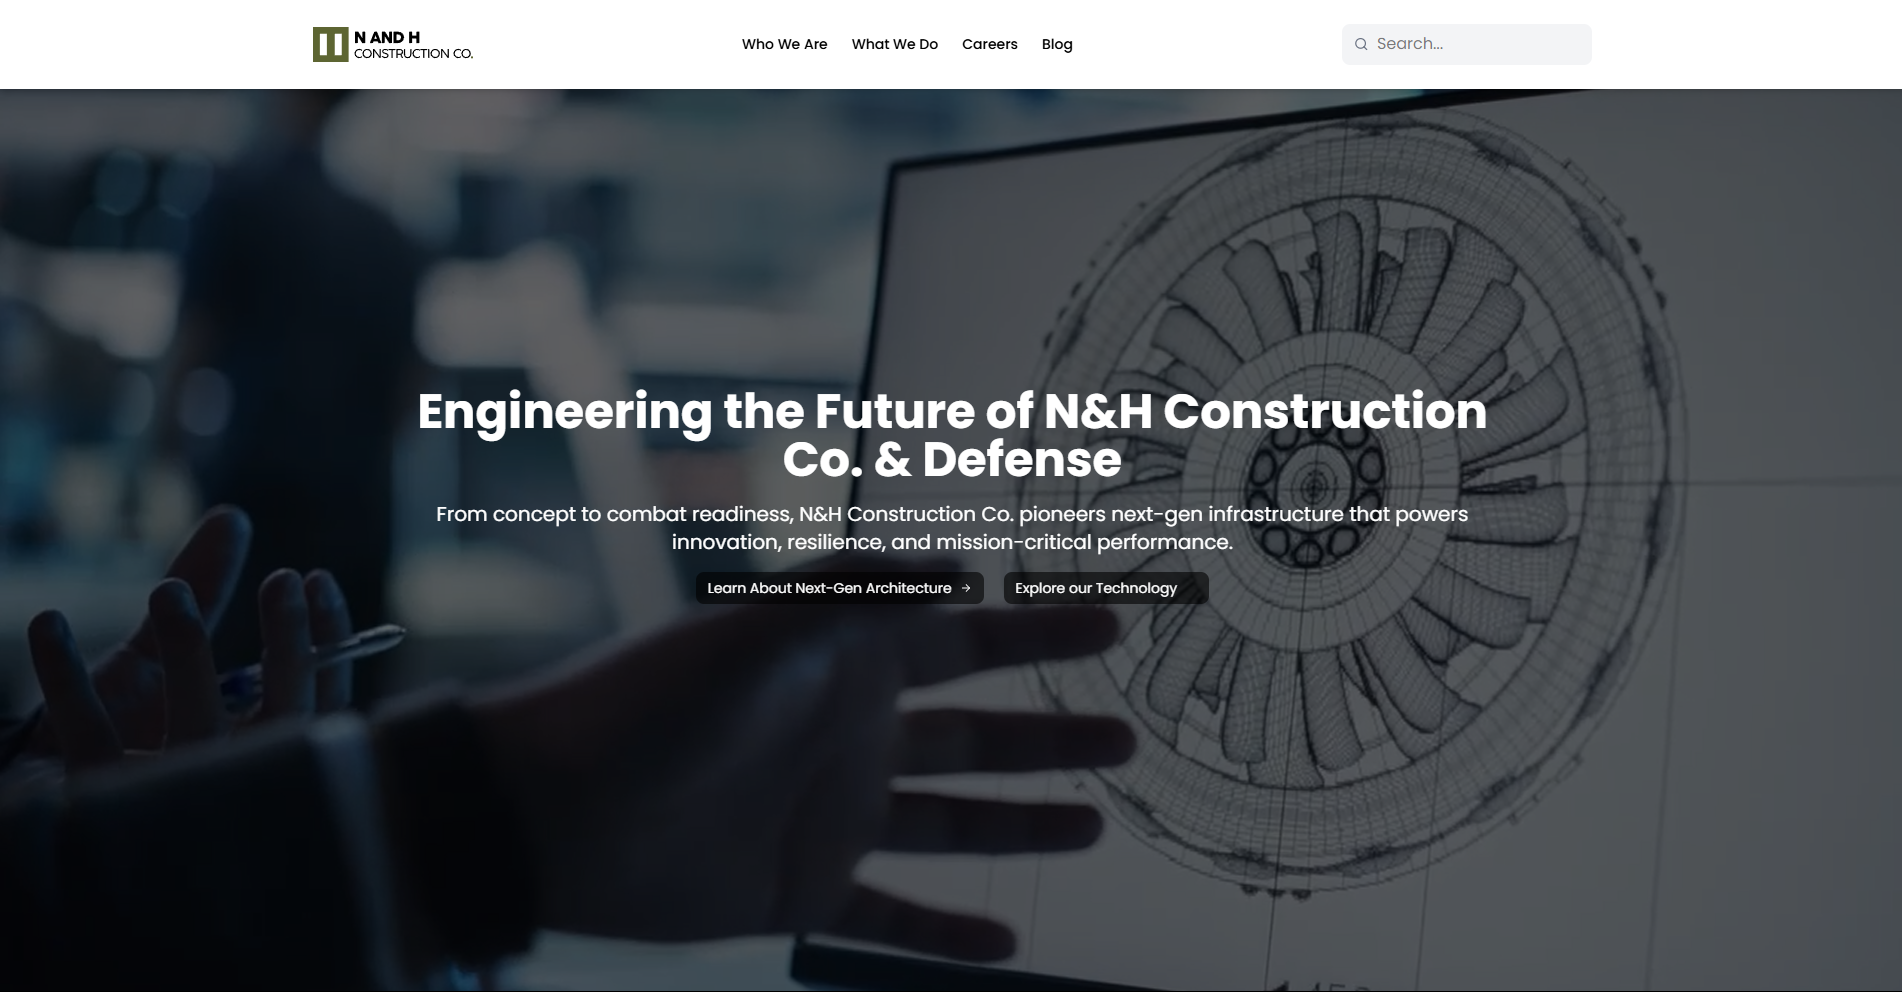 N AND H
CONSTRUCTION CO.
Who We Are
What We Do
Careers
Blog
Search...
Engineering the Future of N&H Construction
Co. & Defense
From concept to combat readiness, N&H Construction Co. pioneers next-gen infrastructure that powers
innovation, resilience, and mission-critical performance.
Learn About Next-Gen Architecture →
Explore our Technology